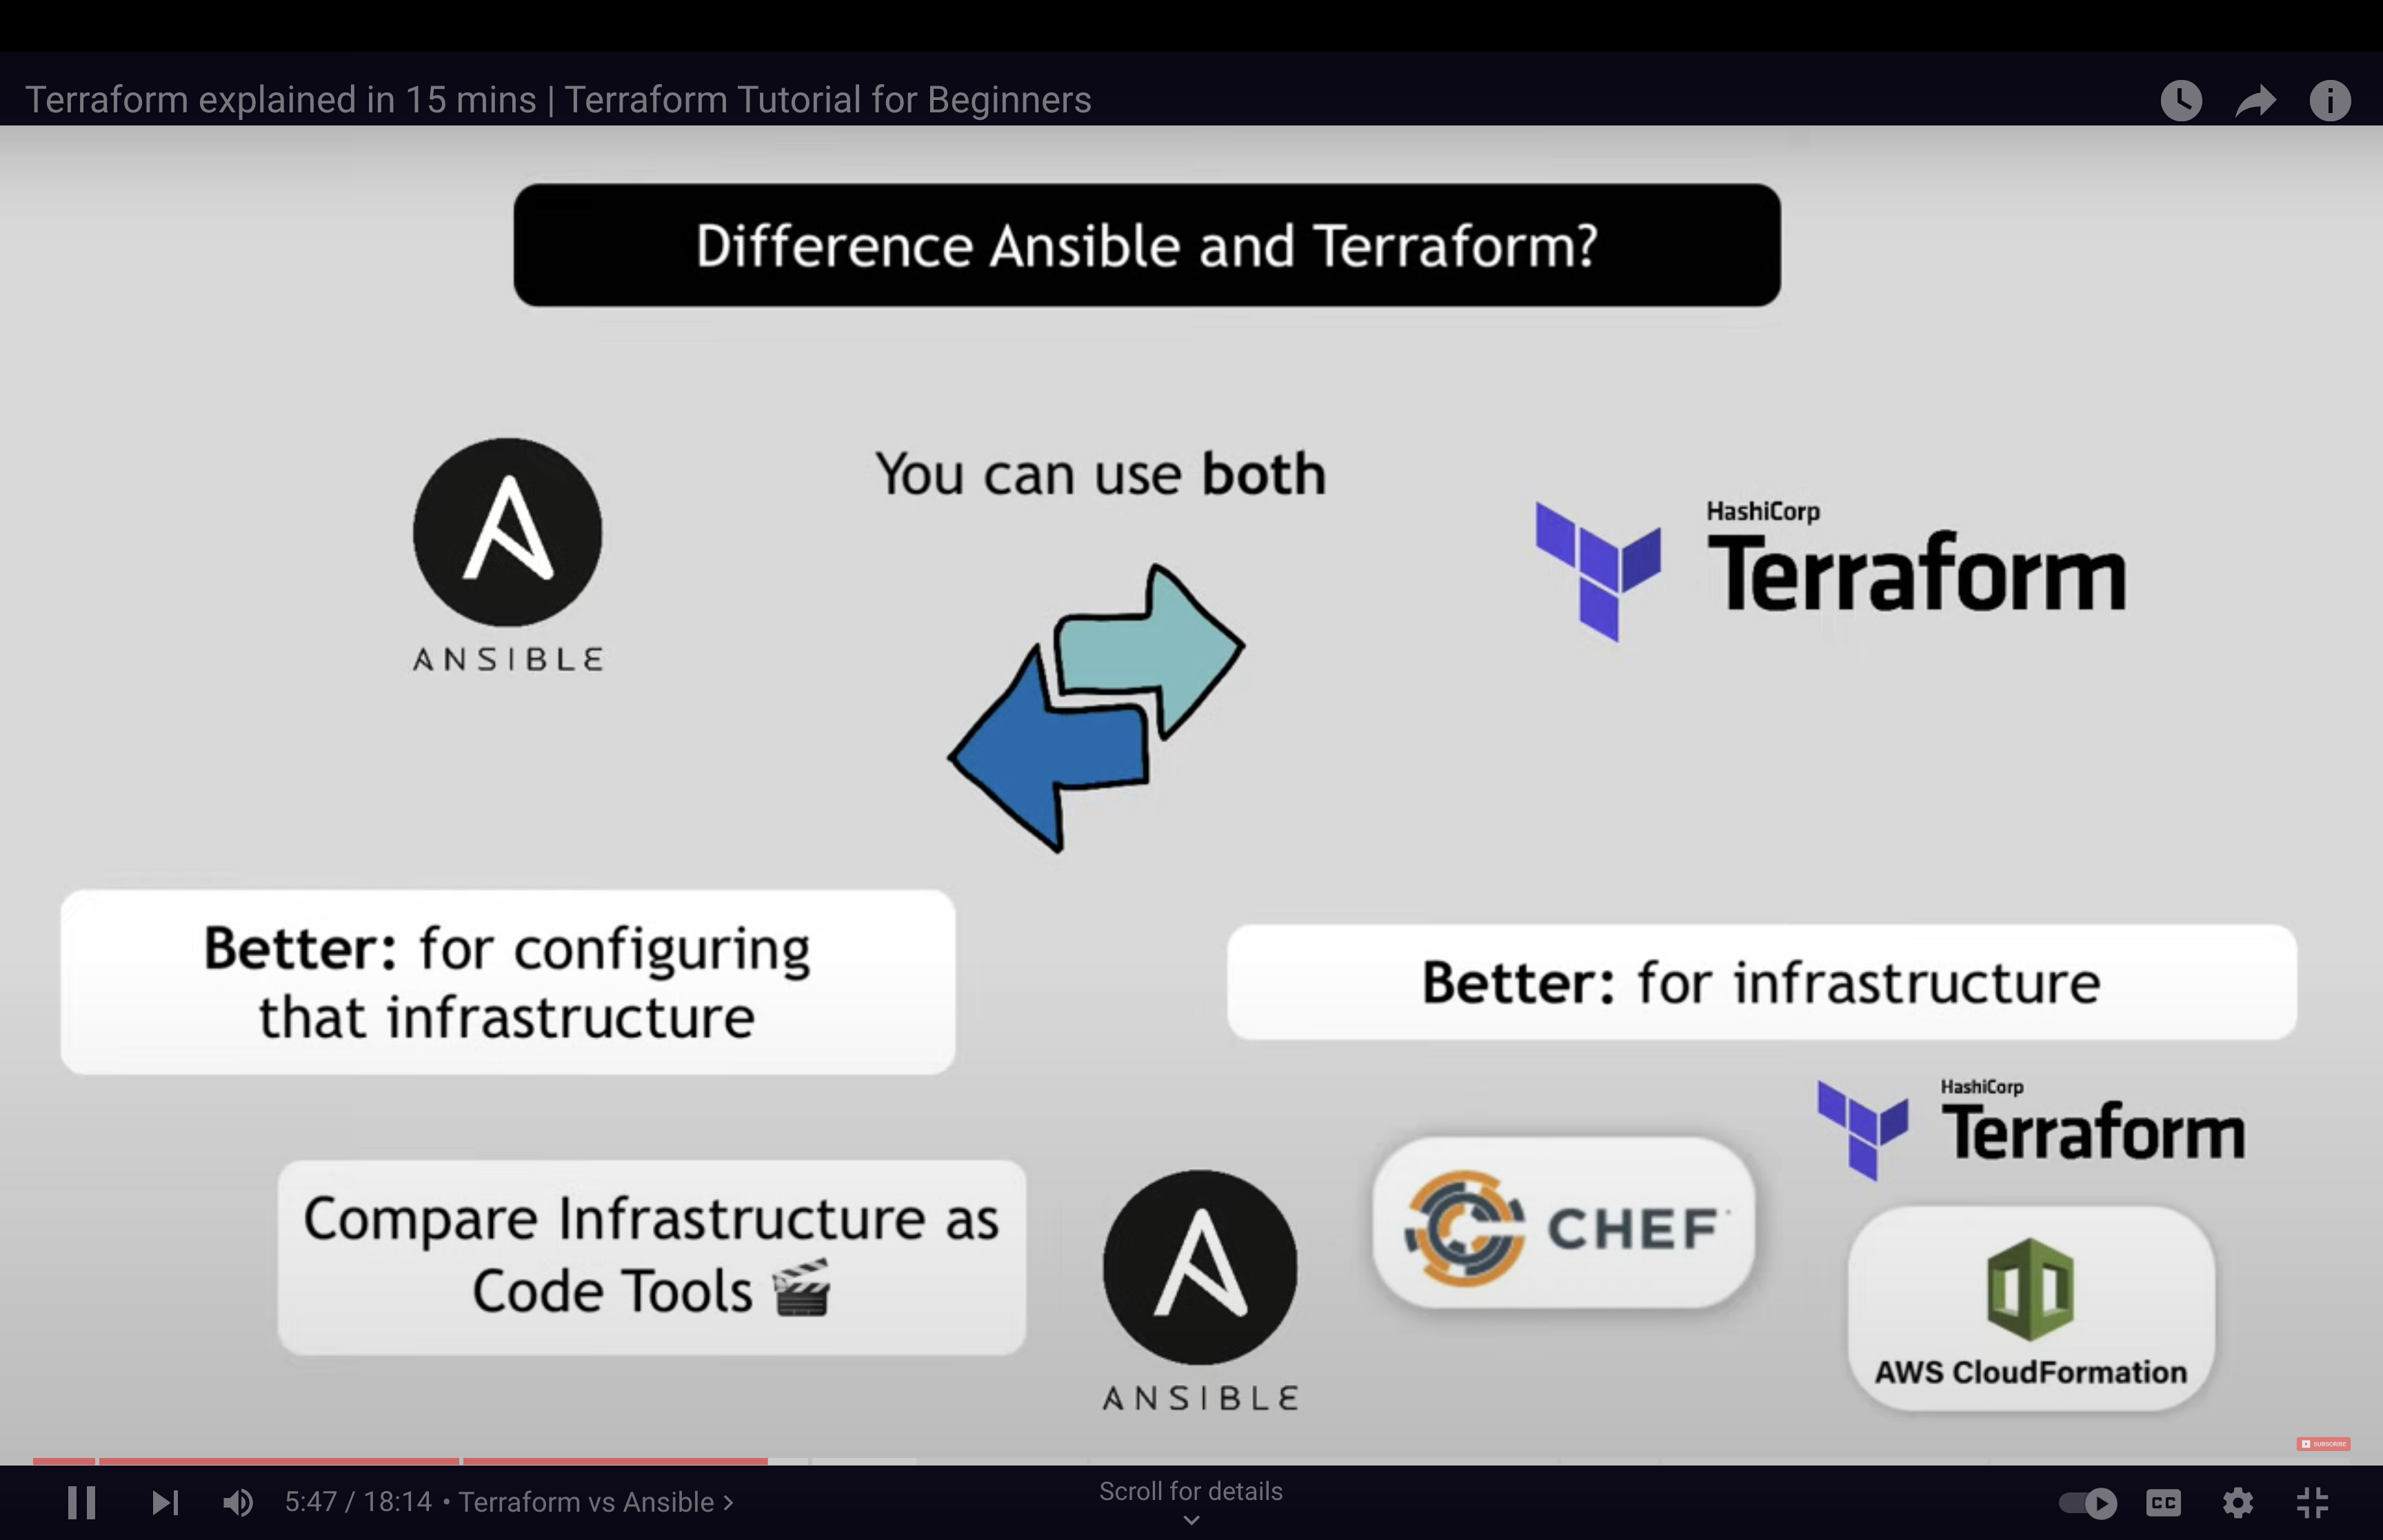 Terraform explained in 15 mins | Terraform Tutorial for Beginners
Difference Ansible and Terraform?
You can use both
ANSIBLE
HashiCorp
Terraform
Better: for configuring
that infrastructure
Better: for infrastructure
Compare Infrastructure as
Code Tools
ANSIBLE
CHEF
HashiCorp
Terraform
AWS CloudFormation
SUBSCRIBE
5:47 / 18:14 • Terraform vs Ansible >
Scroll for details
CC